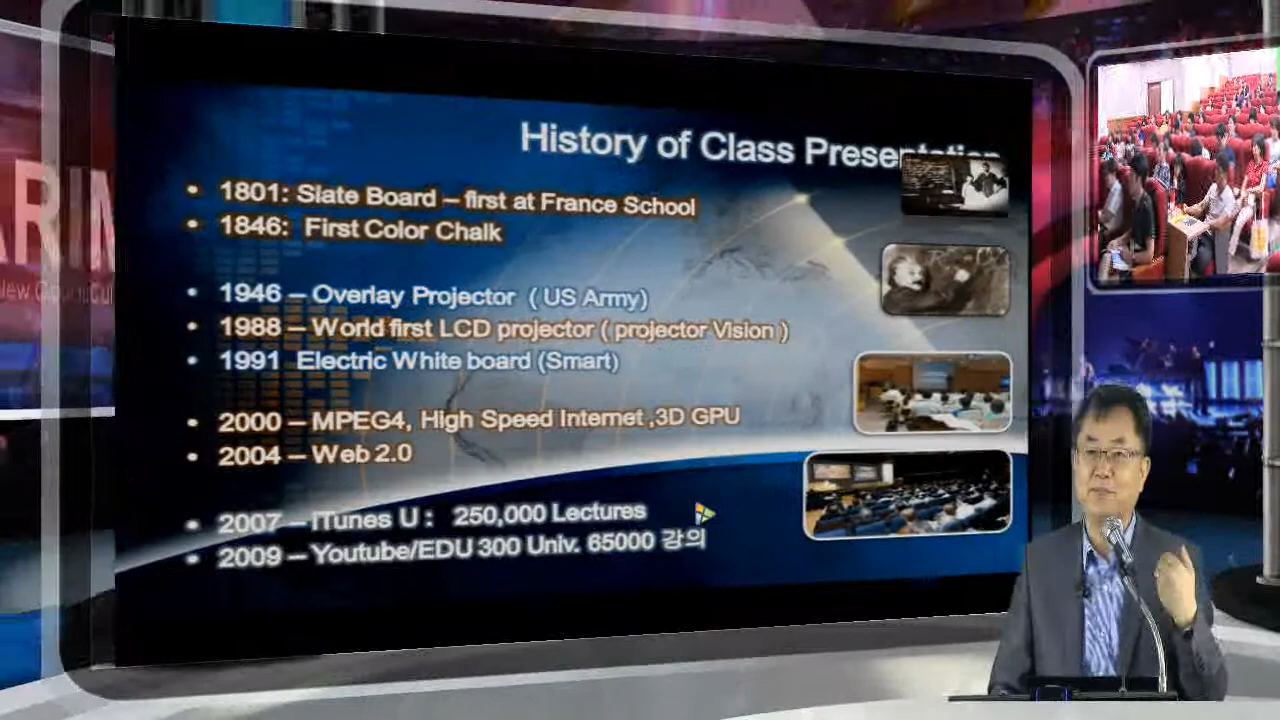 History of Class Presentation
• 1801: Slate Board – first at France School
• 1846: First Color Chalk
• 1946 – Overlay Projector ( US Army)
• 1988 – World first LCD projector ( projector Vision )
• 1991 Electric White board (Smart)
• 2000 – MPEG4, High Speed Internet ,3D GPU
• 2004 – Web 2.0
• 2007 – iTunes U : 250,000 Lectures
• 2009 – Youtube/EDU 300 Univ. 65000 강의